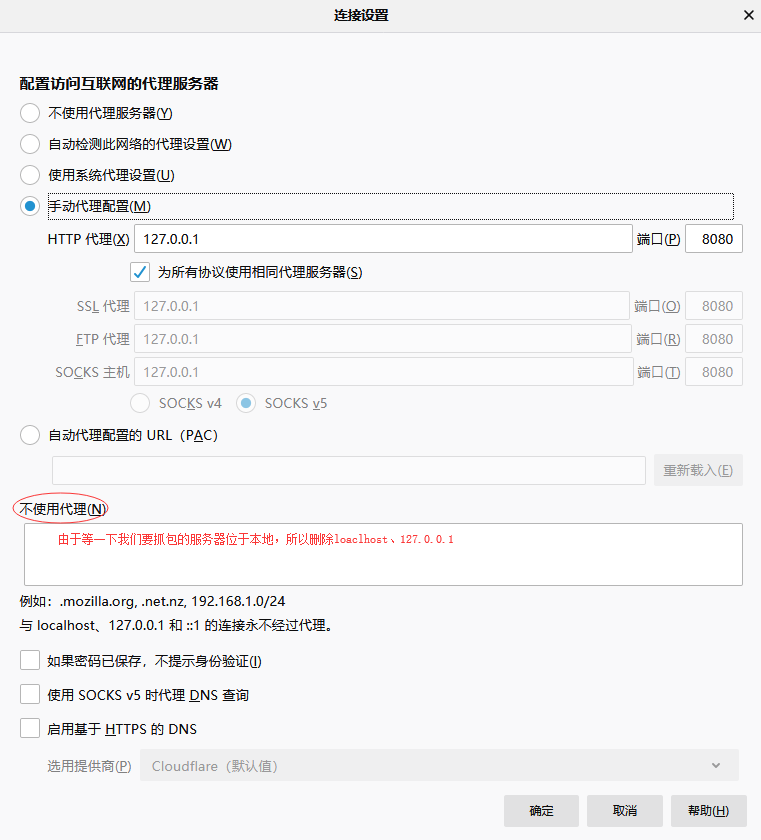 连接设置
配置访问互联网的代理服务器
不使用代理服务器(Y)
自动检测此网络的代理设置(W)
使用系统代理设置(U)
手动代理配置(M)
HTTP 代理(X) 127.0.0.1 端口(P) 8080
为所有协议使用相同代理服务器(S)
SSL 代理 127.0.0.1 端口(O) 8080
FTP 代理 127.0.0.1 端口(R) 8080
SOCKS 主机 127.0.0.1 端口(T) 8080
SOCKS v4 SOCKS v5
自动代理配置的 URL（PAC）
重新载入(E)
不使用代理(N)
由于等一下我们要抓包的服务器位于本地，所以删除loaclhost、127.0.0.1
例如：.mozilla.org, .net.nz, 192.168.1.0/24
与 localhost、127.0.0.1 和 ::1 的连接永不经过代理。
如果密码已保存，不提示身份验证(I)
使用 SOCKS v5 时代理 DNS 查询
启用基于 HTTPS 的 DNS
选用提供商(P) Cloudflare（默认值）
确定 取消 帮助(H)